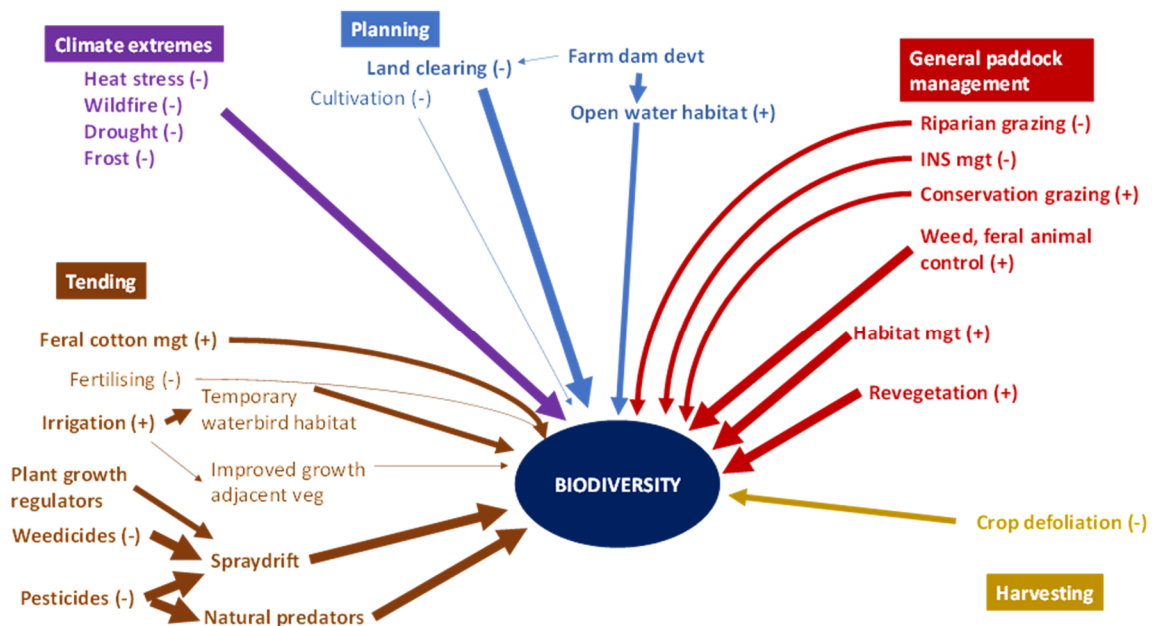 Climate extremes
Heat stress (-)
Wildfire (-)
Drought (-)
Frost (-)
Planning
Land clearing (-)
Cultivation (-)
Farm dam devt
Open water habitat (+)
General paddock
management
Riparian grazing (-)
INS mgt (-)
Conservation grazing (+)
Weed, feral animal
control (+)
Habitat mgt (+)
Revegetation (+)
Tending
Feral cotton mgt (+)
Fertilising (-)
Temporary
waterbird habitat
Irrigation (+)
Improved growth
adjacent veg
Plant growth
regulators
Weedicides (-)
Spraydrift
Pesticides (-)
Natural predators
BIODIVERSITY
Crop defoliation (-)
Harvesting